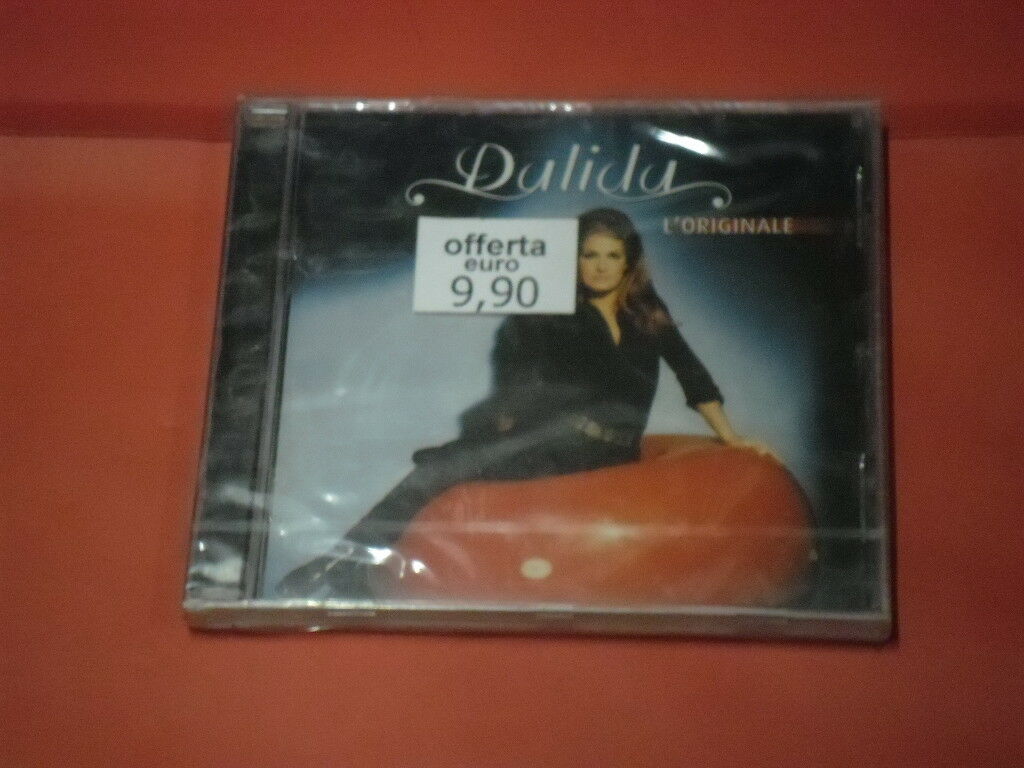 Dalida
L'ORIGINALE
offerta
euro
9,90